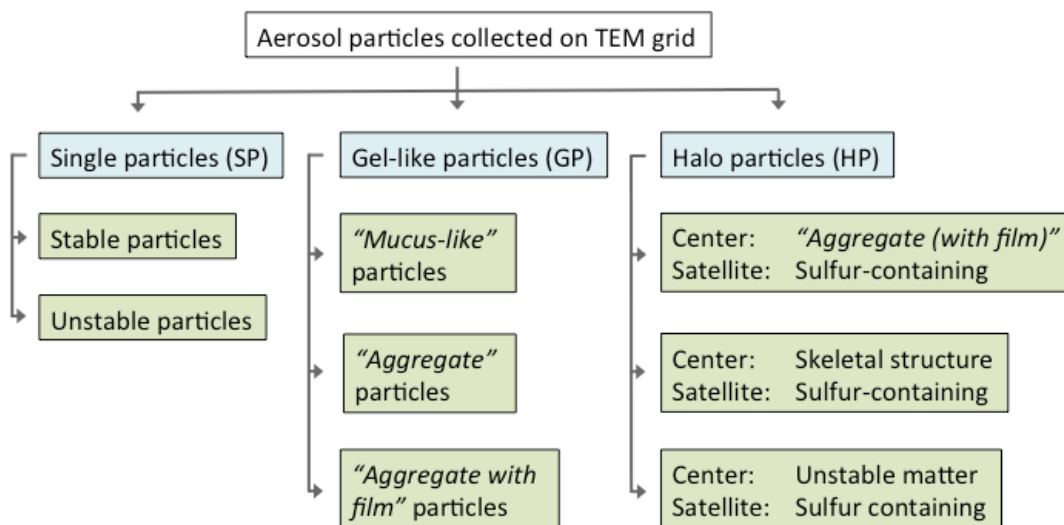 Aerosol particles collected on TEM grid
Single particles (SP)
Stable particles
Unstable particles
Gel-like particles (GP)
“Mucus-like”
particles
“Aggregate”
particles
“Aggregate with
film” particles
Halo particles (HP)
Center: “Aggregate (with film)”
Satellite: Sulfur-containing
Center: Skeletal structure
Satellite: Sulfur-containing
Center: Unstable matter
Satellite: Sulfur containing